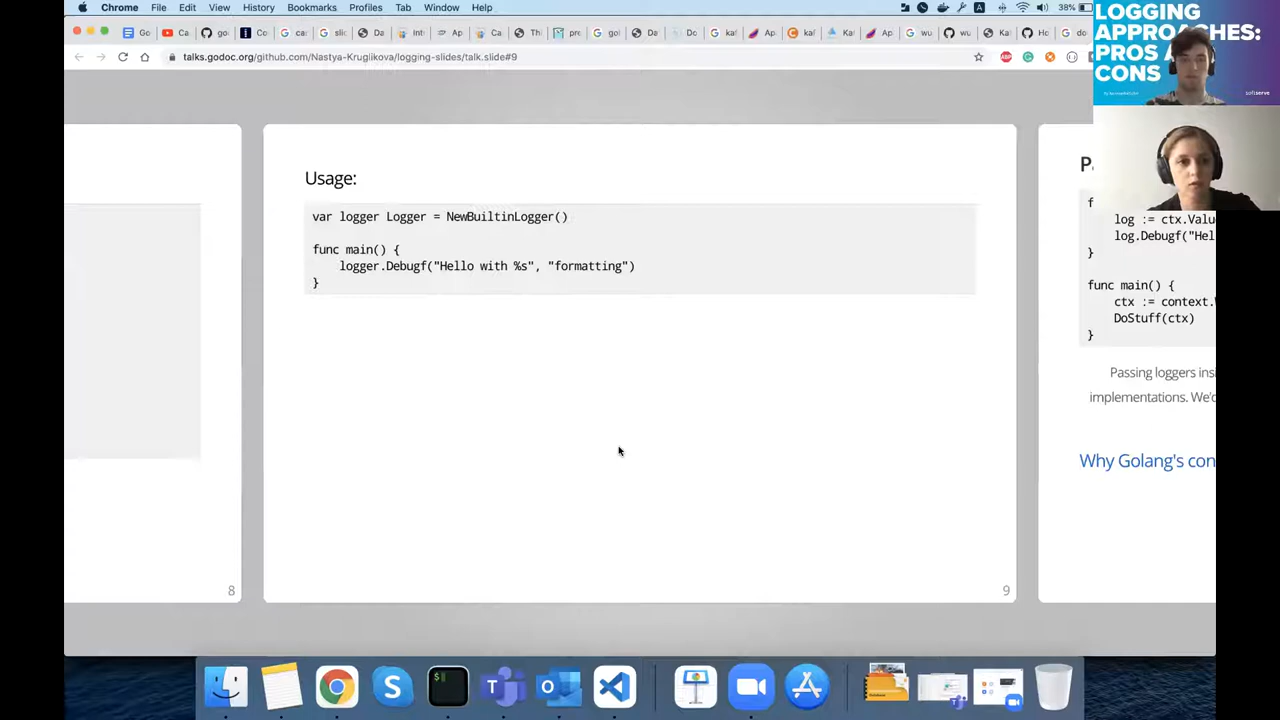 Chrome File Edit View History Bookmarks Profiles Tab Window Help
A 38%
talks.godoc.org/github.com/Nastya-Kruglikova/logging-slides/talk.slide#9
LOGGING
APPROACHES:
PROS A
CONS
softserve
Usage:
var logger Logger = NewBuiltinLogger()
func main() {
logger.Debugf("Hello with %s", "formatting")
}
8
9
P
f
log := ctx.Valu
log.Debugf("Hel
}
func main() {
ctx := context.W
DoStuff(ctx)
}
Passing loggers insi
implementations. We'd
Why Golang's con